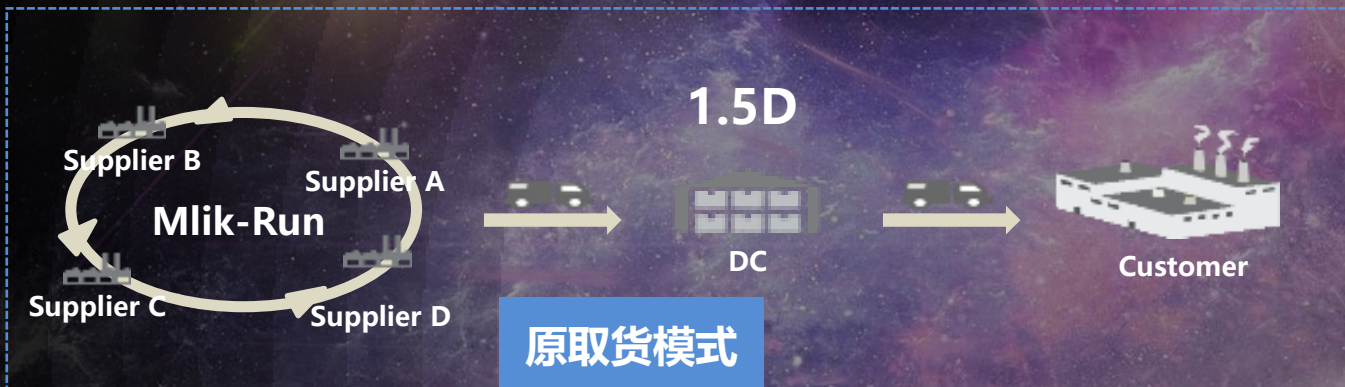 1.5D
Supplier B
Supplier A
Mlik-Run
DC
Customer
Supplier C
Supplier D
原取货模式